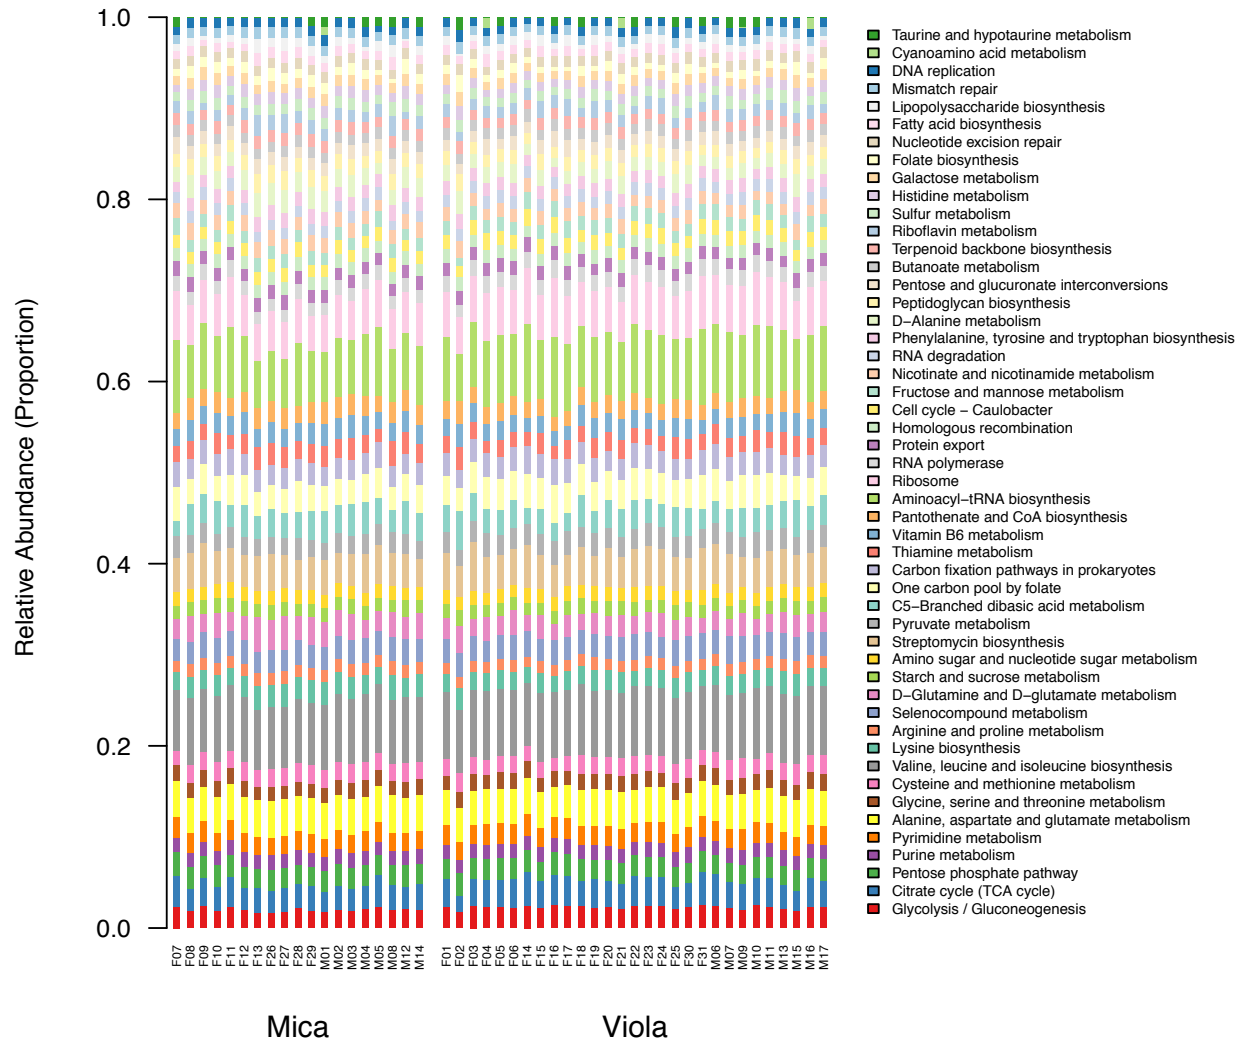 Relative Abundance (Proportion)
1.0
0.8
0.6
0.4
0.2
0.0
F07 F08 F09 F10 F11 F12 F13 F26 F27 F28 F29 M01 M02 M03 M04 M05 M08 M12 M14
F01 F02 F03 F04 F05 F06 F14 F15 F16 F17 F18 F19 F20 F21 F22 F23 F24 F25 F30 F31 M06 M07 M09 M10 M11 M13 M15 M16 M17
Mica
Viola
Taurine and hypotaurine metabolism
Cyanoamino acid metabolism
DNA replication
Mismatch repair
Lipopolysaccharide biosynthesis
Fatty acid biosynthesis
Nucleotide excision repair
Folate biosynthesis
Galactose metabolism
Histidine metabolism
Sulfur metabolism
Riboflavin metabolism
Terpenoid backbone biosynthesis
Butanoate metabolism
Pentose and glucuronate interconversions
Peptidoglycan biosynthesis
D−Alanine metabolism
Phenylalanine, tyrosine and tryptophan biosynthesis
RNA degradation
Nicotinate and nicotinamide metabolism
Fructose and mannose metabolism
Cell cycle − Caulobacter
Homologous recombination
Protein export
RNA polymerase
Ribosome
Aminoacyl−tRNA biosynthesis
Pantothenate and CoA biosynthesis
Vitamin B6 metabolism
Thiamine metabolism
Carbon fixation pathways in prokaryotes
One carbon pool by folate
C5−Branched dibasic acid metabolism
Pyruvate metabolism
Streptomycin biosynthesis
Amino sugar and nucleotide sugar metabolism
Starch and sucrose metabolism
D−Glutamine and D−glutamate metabolism
Selenocompound metabolism
Arginine and proline metabolism
Lysine biosynthesis
Valine, leucine and isoleucine biosynthesis
Cysteine and methionine metabolism
Glycine, serine and threonine metabolism
Alanine, aspartate and glutamate metabolism
Pyrimidine metabolism
Purine metabolism
Pentose phosphate pathway
Citrate cycle (TCA cycle)
Glycolysis / Gluconeogenesis